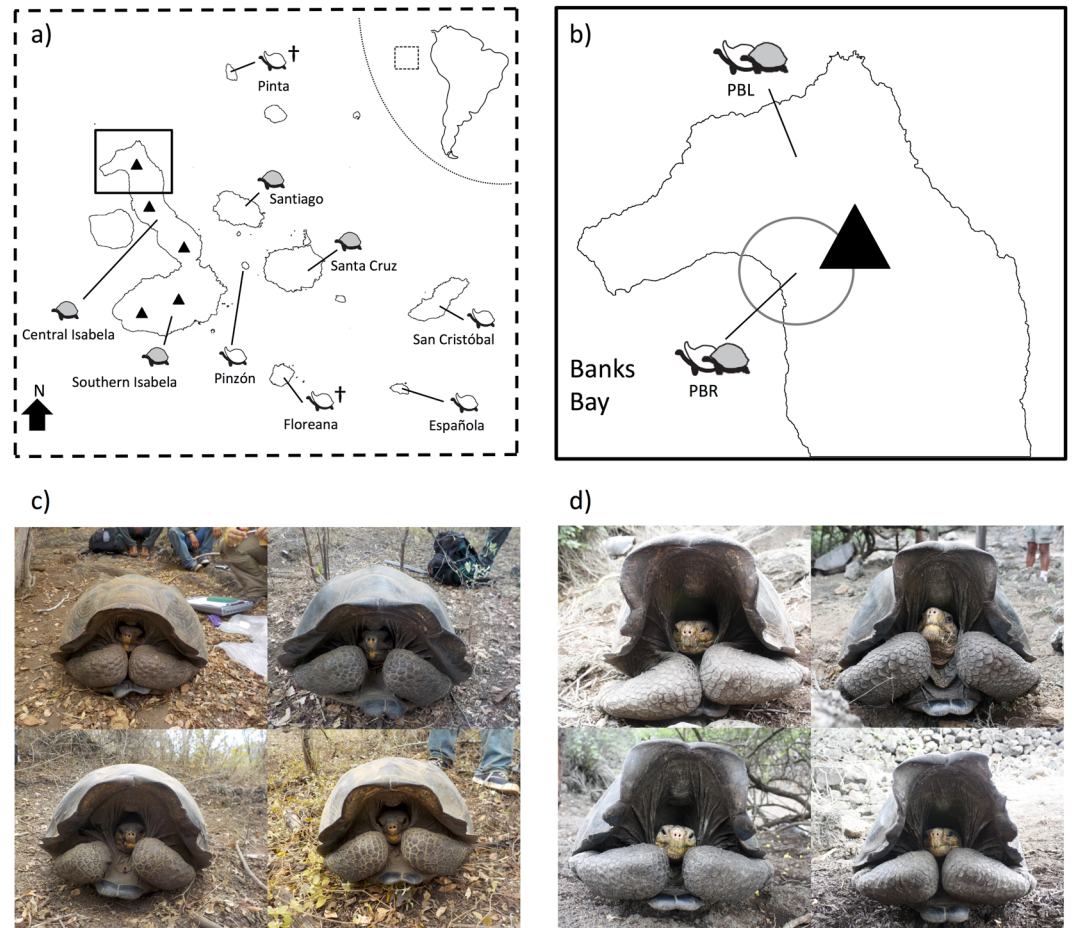 a)
Pinta
†
Santiago
Santa Cruz
Central Isabela
San Cristóbal
Southern Isabela
Pinzón
N
†
Floreana
Española
b)
PBL
PBR
Banks
Bay
c)
d)